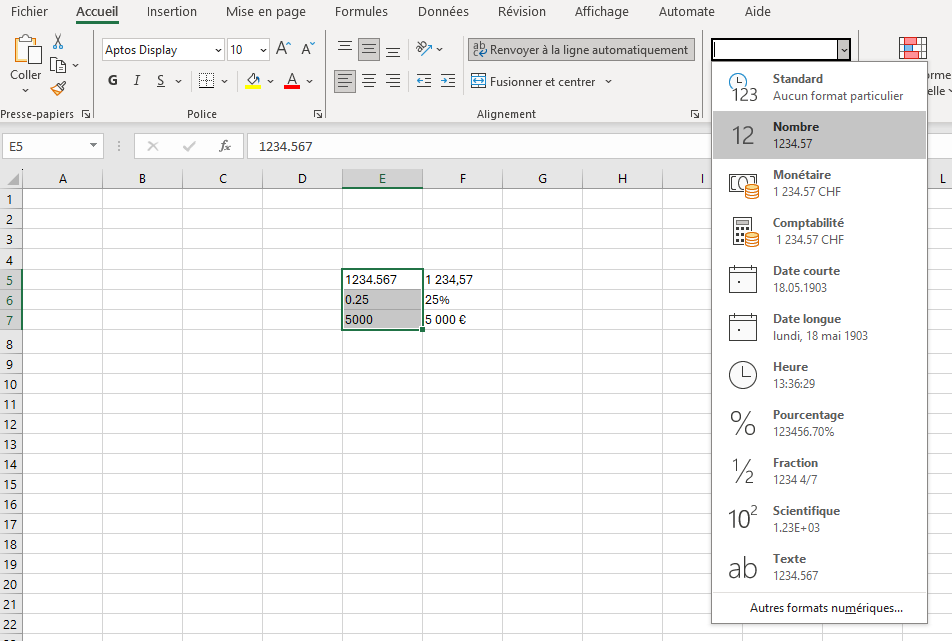 Fichier Accueil Insertion Mise en page Formules Données Révision Affichage Automate Aide
Coller
Presse-papiers
Aptos Display 10 A A
G I S A
Police
ab Renvoyer à la ligne automatiquement
Fusionner et centrer
Alignement
orme
elle
E5 fx 1234.567
A B C D E F G H I L
1
2
3
4
5 1234.567 1 234,57
6 0.25 25%
7 5000 5 000 €
8
9
10
11
12
13
14
15
16
17
18
19
20
21
22
123 Standard
Aucun format particulier
12 Nombre
1234.57
Monétaire
1 234.57 CHF
Comptabilité
1 234.57 CHF
Date courte
18.05.1903
Date longue
lundi, 18 mai 1903
Heure
13:36:29
% Pourcentage
123456.70%
1/2 Fraction
1234 4/7
10² Scientifique
1.23E+03
ab Texte
1234.567
Autres formats numériques...